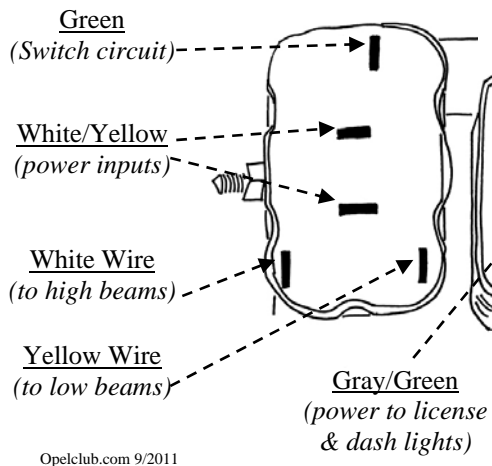 Green
(Switch circuit)
White/Yellow
(power inputs)
White Wire
(to high beams)
Yellow Wire
(to low beams)
Gray/Green
(power to license
& dash lights)
Opelclub.com 9/2011